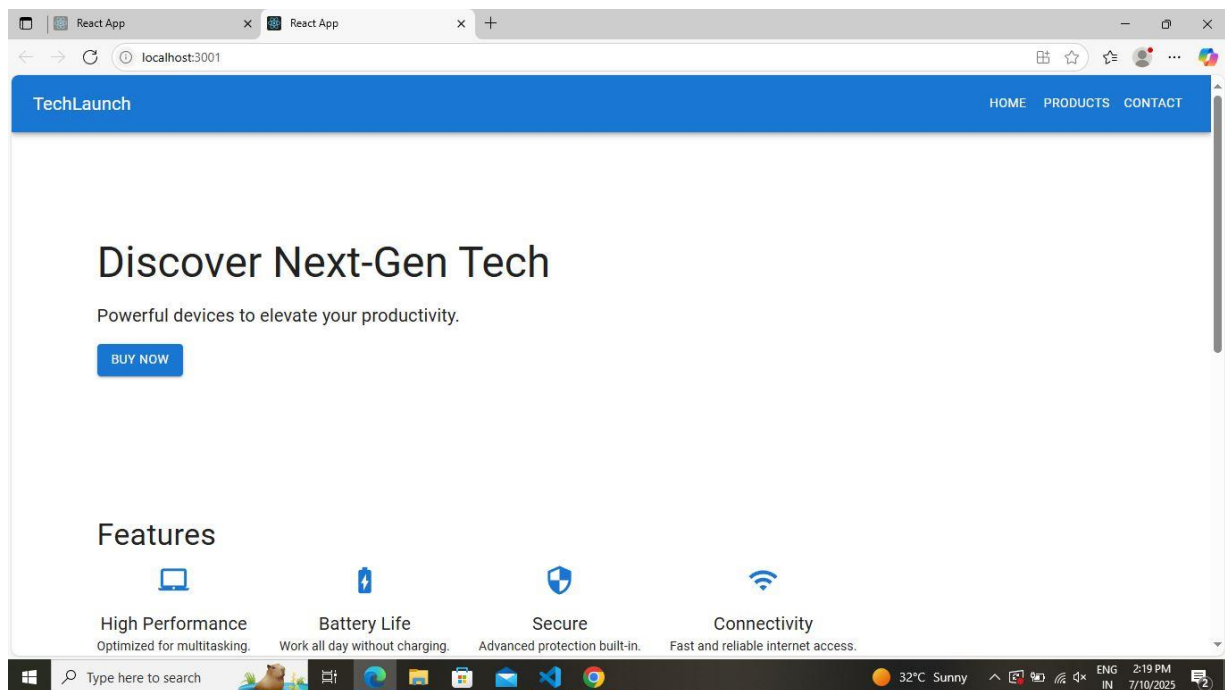 React App
React App
localhost:3001
TechLaunch
HOME PRODUCTS CONTACT
Discover Next-Gen Tech
Powerful devices to elevate your productivity.
BUY NOW
Features
High Performance Battery Life Secure Connectivity
Optimized for multitasking. Work all day without charging. Advanced protection built-in. Fast and reliable internet access.
Type here to search 32°C Sunny ENG 2:19 PM
IN 7/10/2025 2